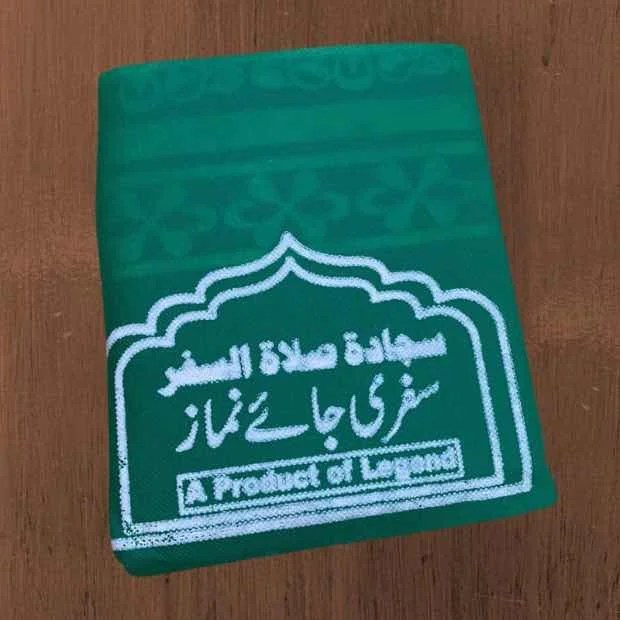 سجادة صلاة السفر
سفری جائے نماز
A Product of Legend